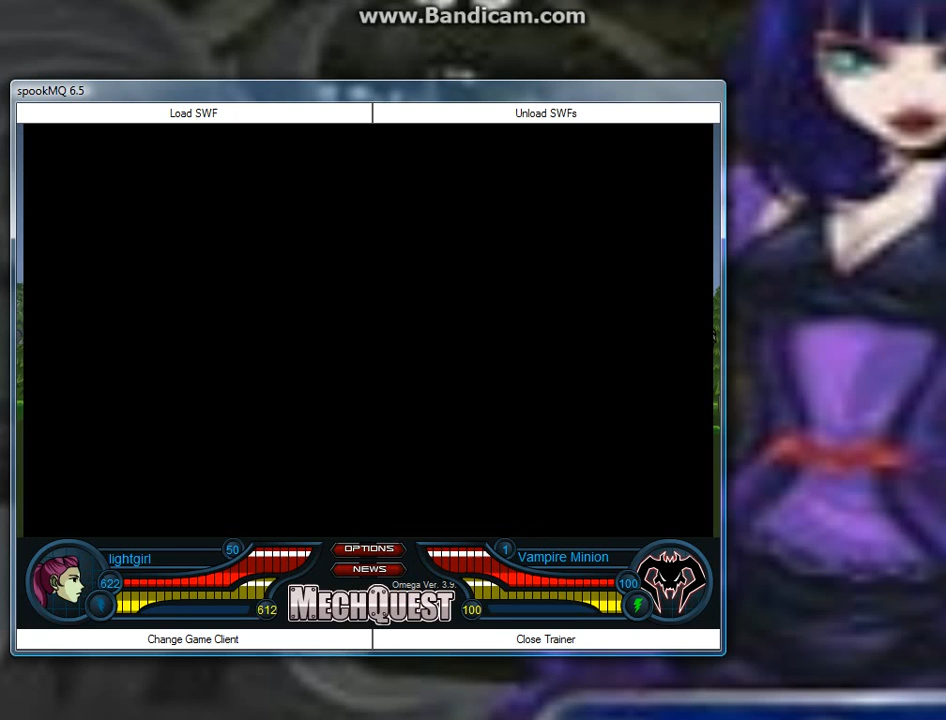 www.Bandicam.com
spookMQ 6.5
Load SWF Unload SWFs
lightgirl 50 OPTIONS 1 Vampire Minion
622 NEWS 100
Omega Ver. 3.9.
612 MECHQUEST 100
Change Game Client Close Trainer